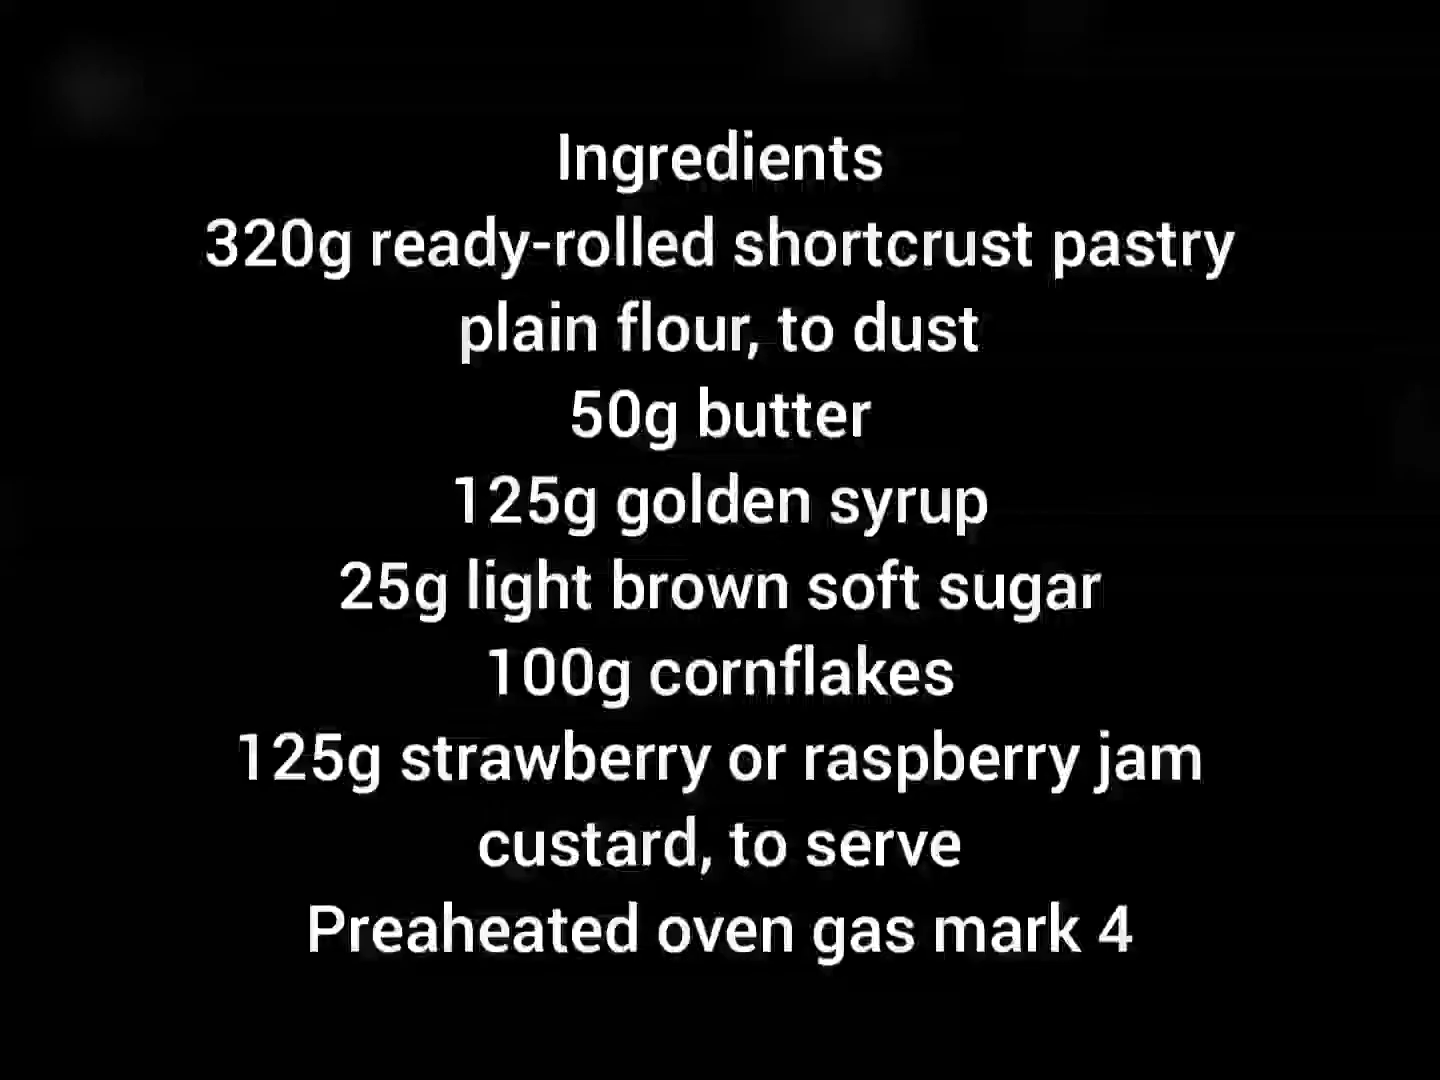 Ingredients
320g ready-rolled shortcrust pastry
plain flour, to dust
50g butter
125g golden syrup
25g light brown soft sugar
100g cornflakes
125g strawberry or raspberry jam
custard, to serve
Preaheated oven gas mark 4